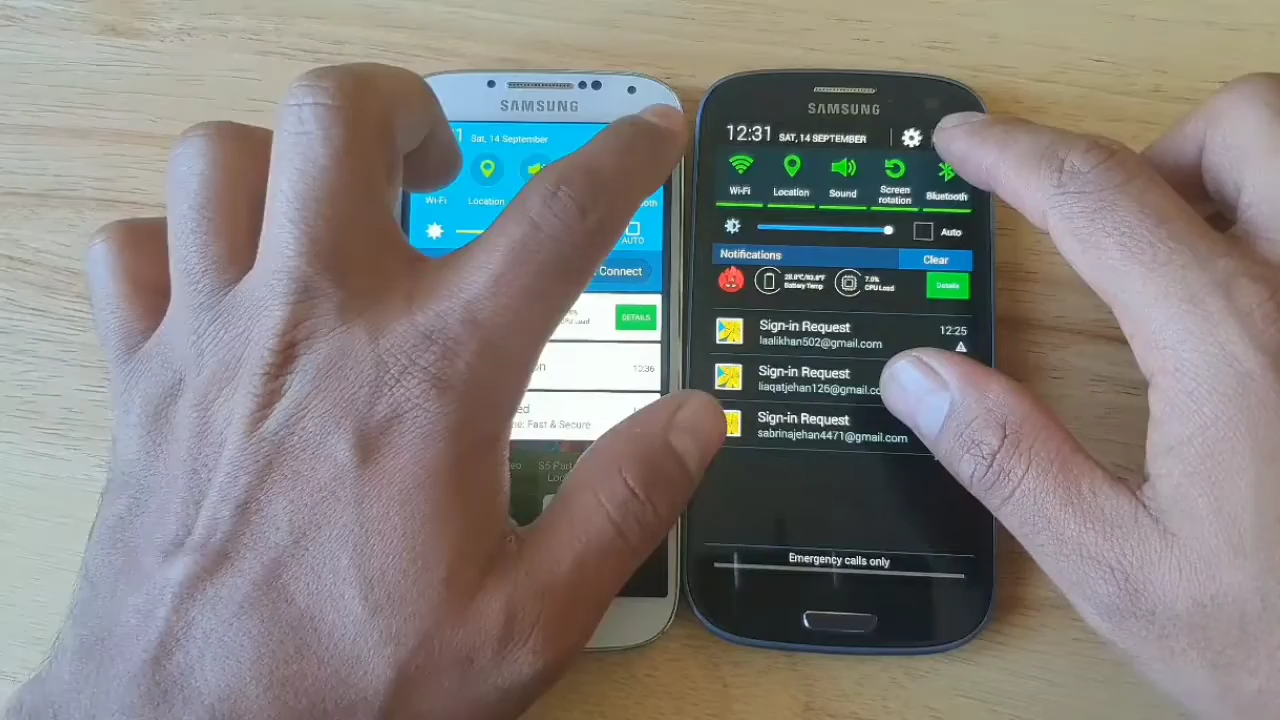 SAMSUNG
Sat, 14 September
Wi-Fi
Location
AUTO
Connect
DETAILS
10:36
: Fast & Secure
SAMSUNG
12:31 SAT, 14 SEPTEMBER
Wi-Fi
Location
Sound
Screen rotation
Bluetooth
Auto
Notifications
Clear
Battery Temp
7.0%
CPU Load
Details
Sign-in Request
12:25
laalikhan502@gmail.com
Sign-in Request
liaqatjehan126@gmail.co
Sign-in Request
sabrinajehan4471@gmail.com
Emergency calls only